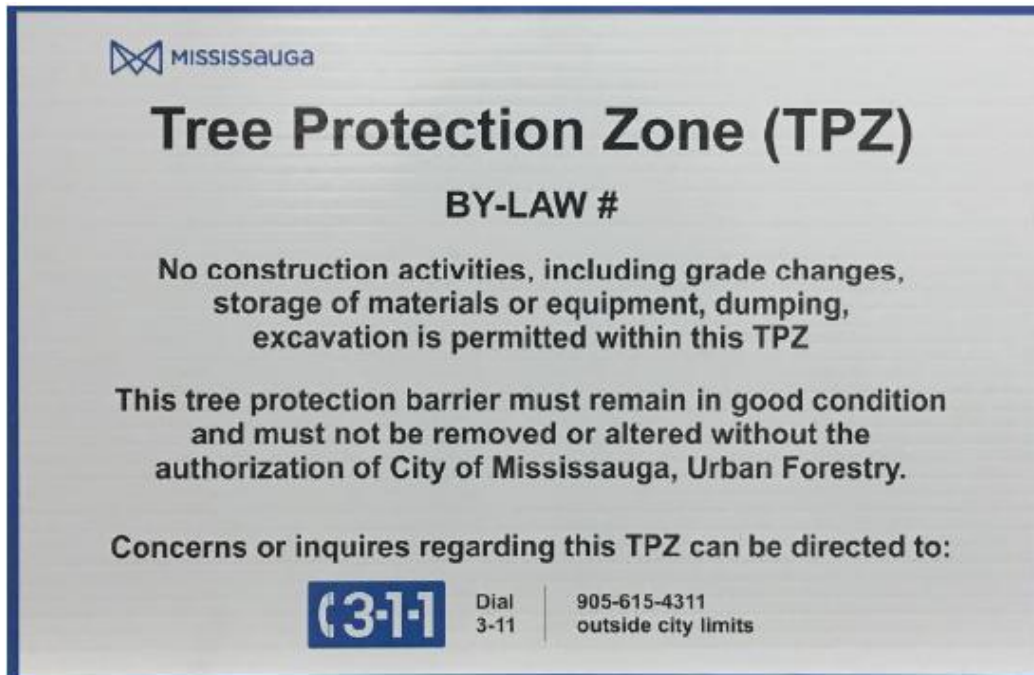 MISSISSAUGA
Tree Protection Zone (TPZ)
BY-LAW #
No construction activities, including grade changes,
storage of materials or equipment, dumping,
excavation is permitted within this TPZ
This tree protection barrier must remain in good condition
and must not be removed or altered without the
authorization of City of Mississauga, Urban Forestry.
Concerns or inquires regarding this TPZ can be directed to:
3-1-1
Dial
3-11
905-615-4311
outside city limits